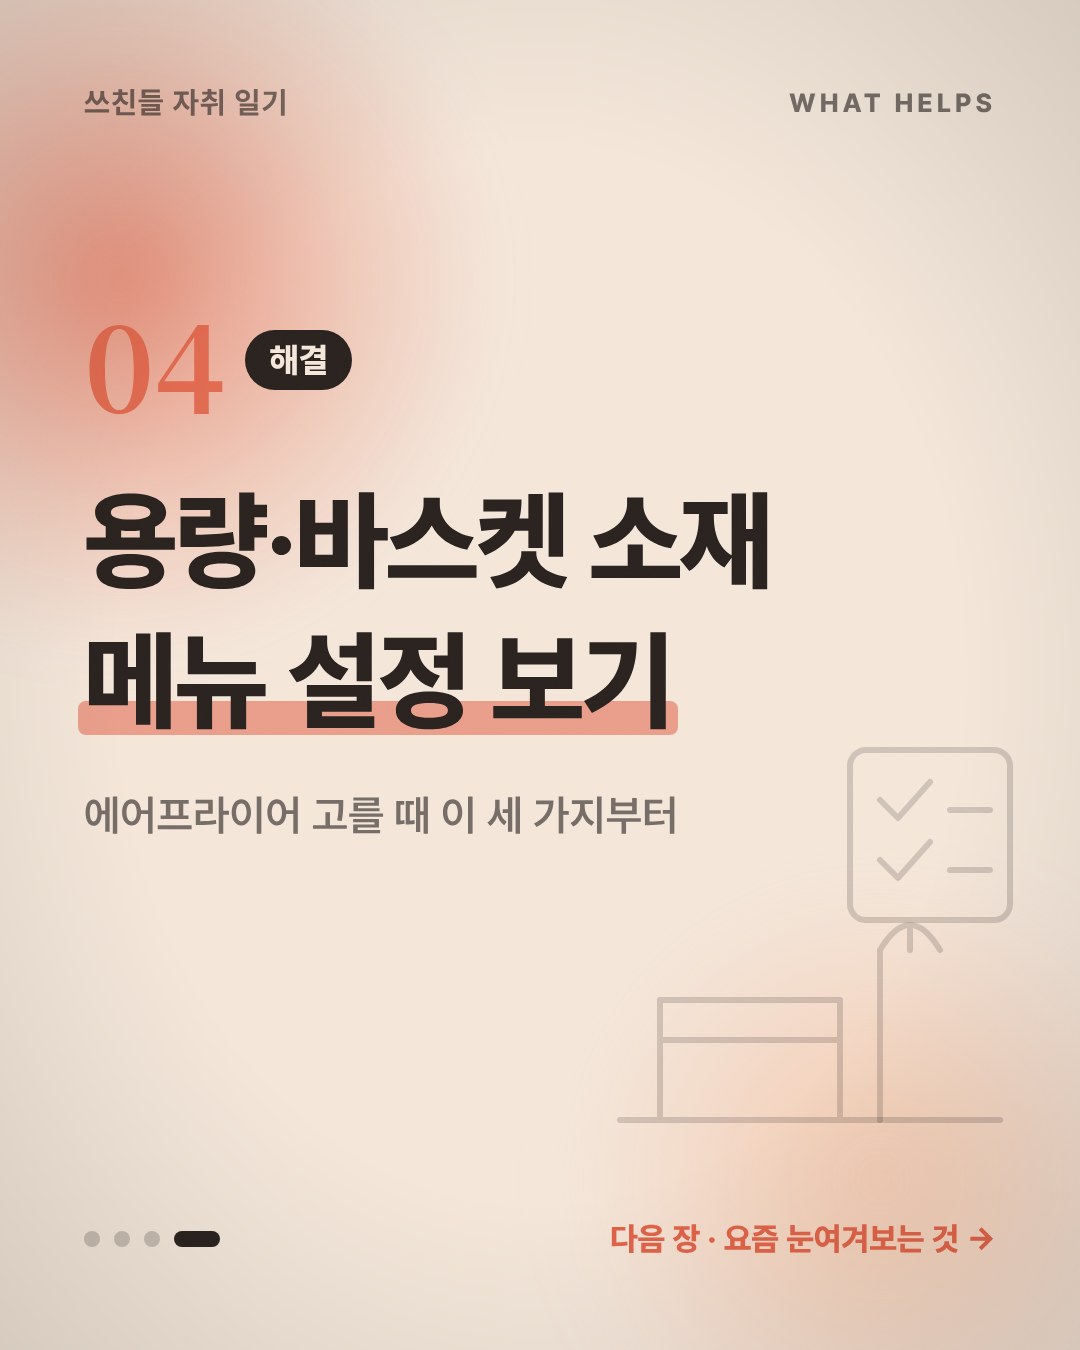 쓰친들 자취 일기
WHAT HELPS
04
해결
용량·바스켓 소재
메뉴 설정 보기
에어프라이어 고를 때 이 세 가지부터
다음 장 · 요즘 눈여겨보는 것 →